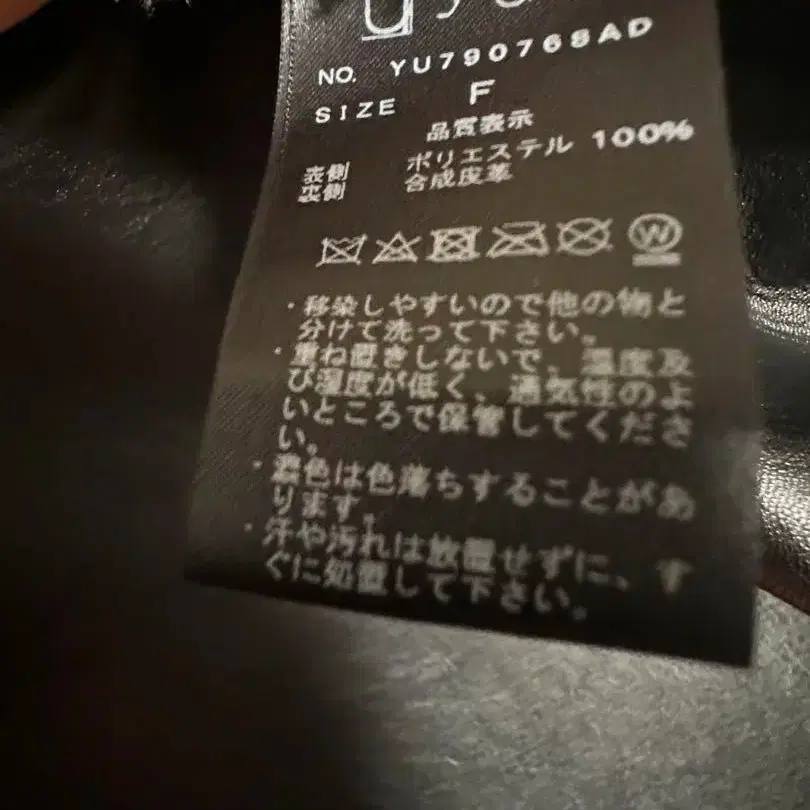 NO. YU790768AD
SIZE F
品質表示
表側 ポリエステル 100%
裏側 合成皮革
W
・移染しやすいので他の物と
分けて洗って下さい。
・重ね置きしないで、温度及
び湿度が低く、通気性のよ
いところで保管してくださ
い。
・濃色は色落ちすることがあ
ります。
・汗や汚れは放置せずに、す
ぐに処置して下さい。